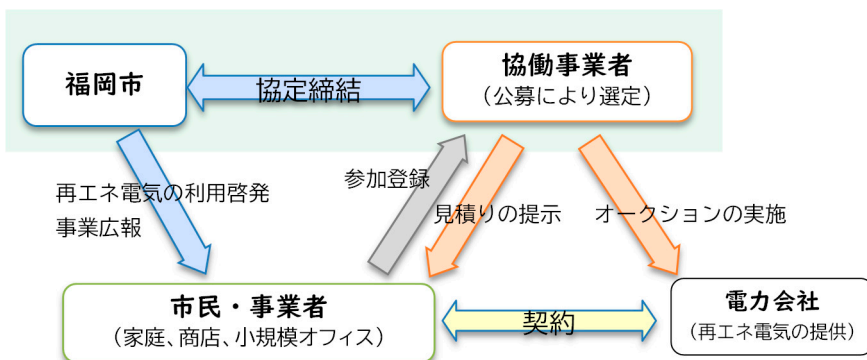 福岡市
協定締結
協働事業者
（公募により選定）
再エネ電気の利用啓発
事業広報
参加登録
見積りの提示
オークションの実施
市民・事業者
（家庭、商店、小規模オフィス）
契約
電力会社
（再エネ電気の提供）